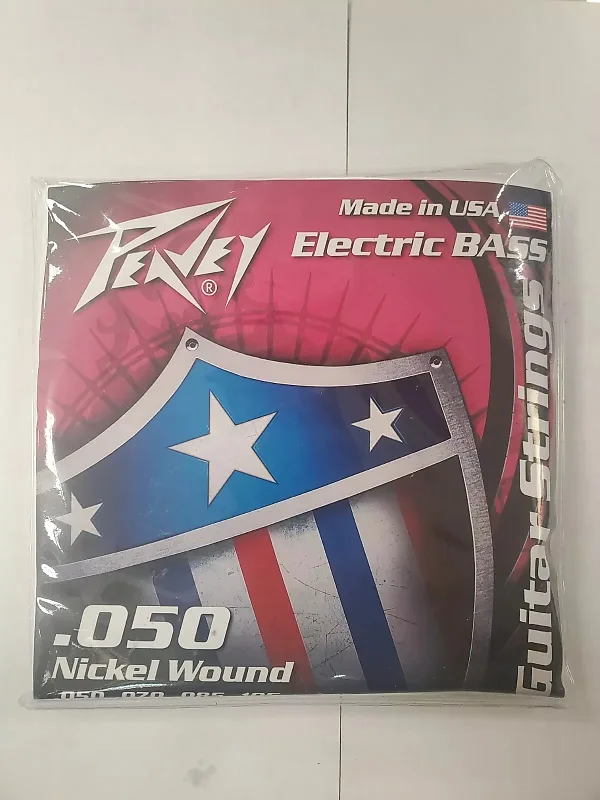 PEAVEY
®
Made in USA
Electric BASS
Guitar Strings
.050
Nickel Wound